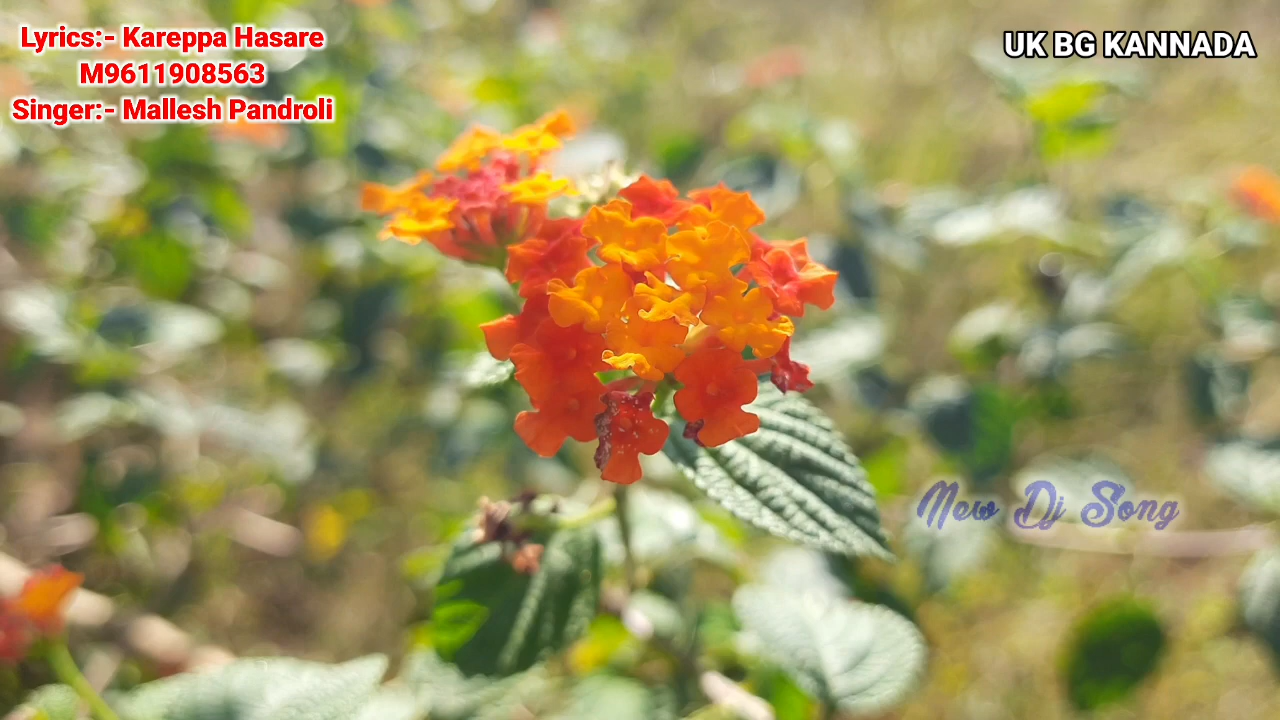 Lyrics:- Kareppa Hasare
M9611908563
Singer:- Mallesh Pandroli
UK BG KANNADA
New Dj Song